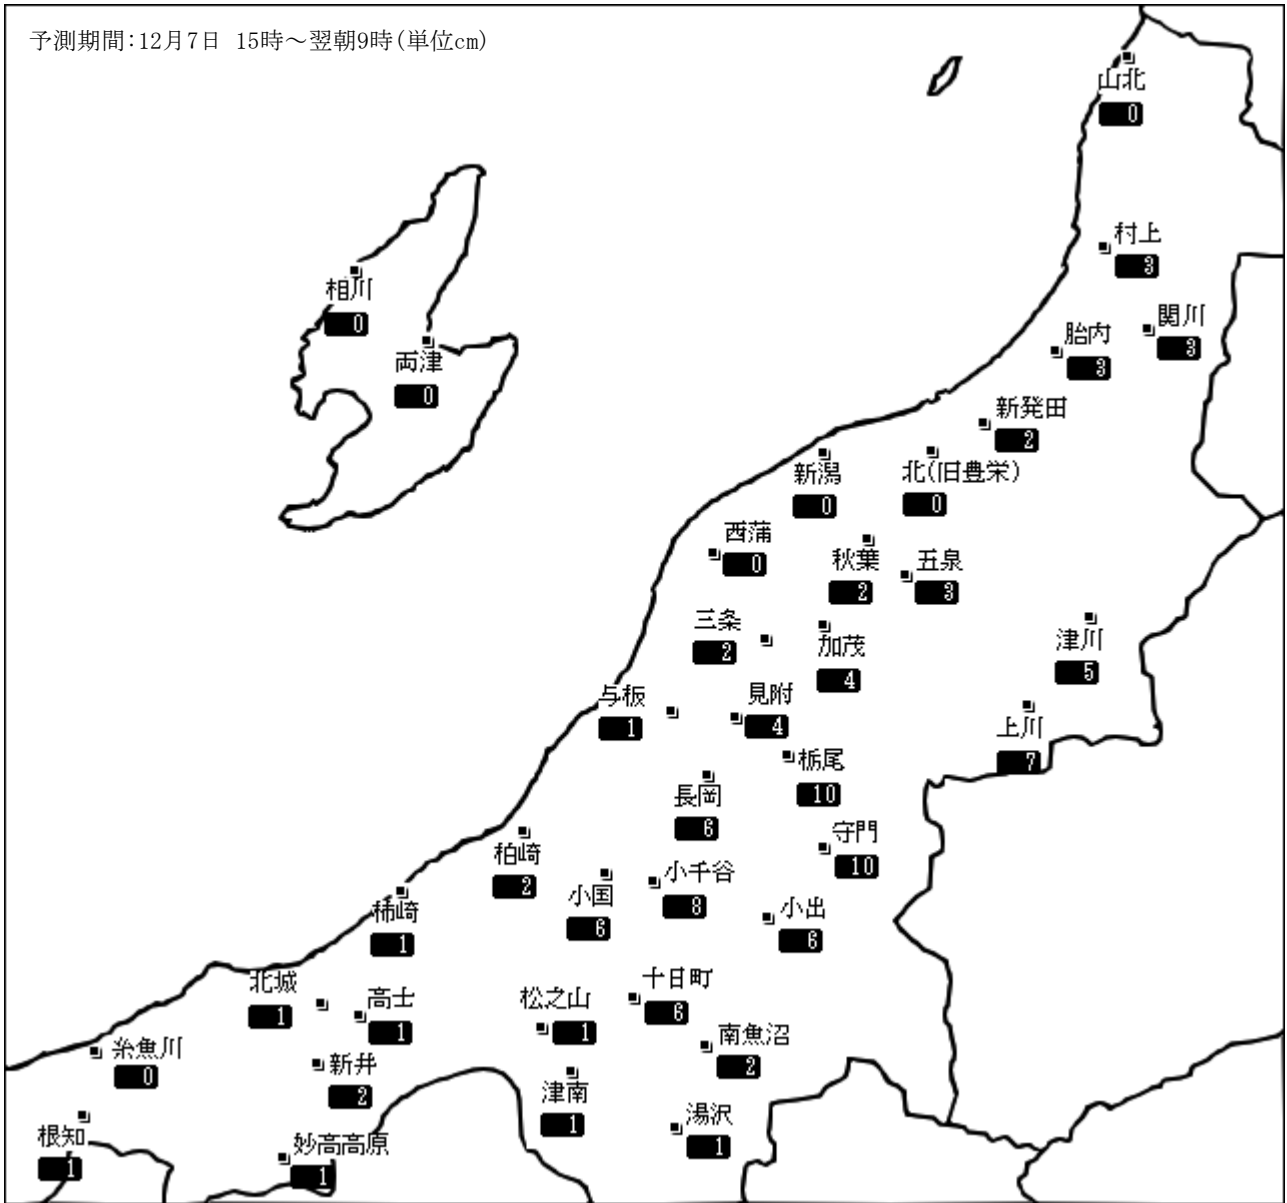 予測期間:12月7日 15時～翌朝9時(単位cm)
山北
0
村上
3
相川
0
関川
3
胎内
3
両津
0
新発田
2
新潟
0
北(旧豊栄)
0
西蒲
0
秋葉
2
五泉
3
三条
2
加茂
4
津川
5
与板
1
見附
4
上川
7
栃尾
10
長岡
6
守門
10
柏崎
2
小国
6
小千谷
8
小出
6
柿崎
1
北城
1
高士
1
松之山
1
十日町
6
南魚沼
2
糸魚川
0
新井
2
津南
1
湯沢
1
根知
1
妙高高原
1